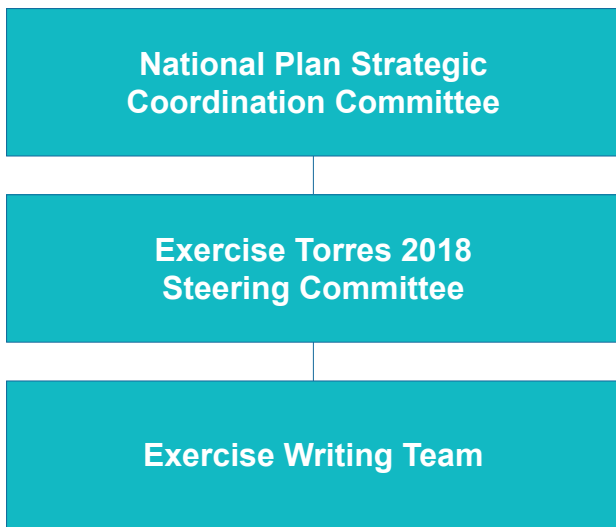 National Plan Strategic
Coordination Committee
Exercise Torres 2018
Steering Committee
Exercise Writing Team